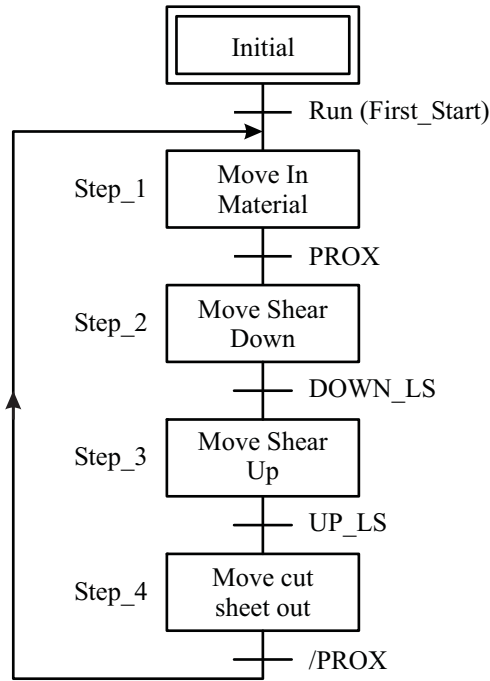 Initial
Run (First_Start)
Step_1
Move In
Material
PROX
Step_2
Move Shear
Down
DOWN_LS
Step_3
Move Shear
Up
UP_LS
Step_4
Move cut
sheet out
/PROX